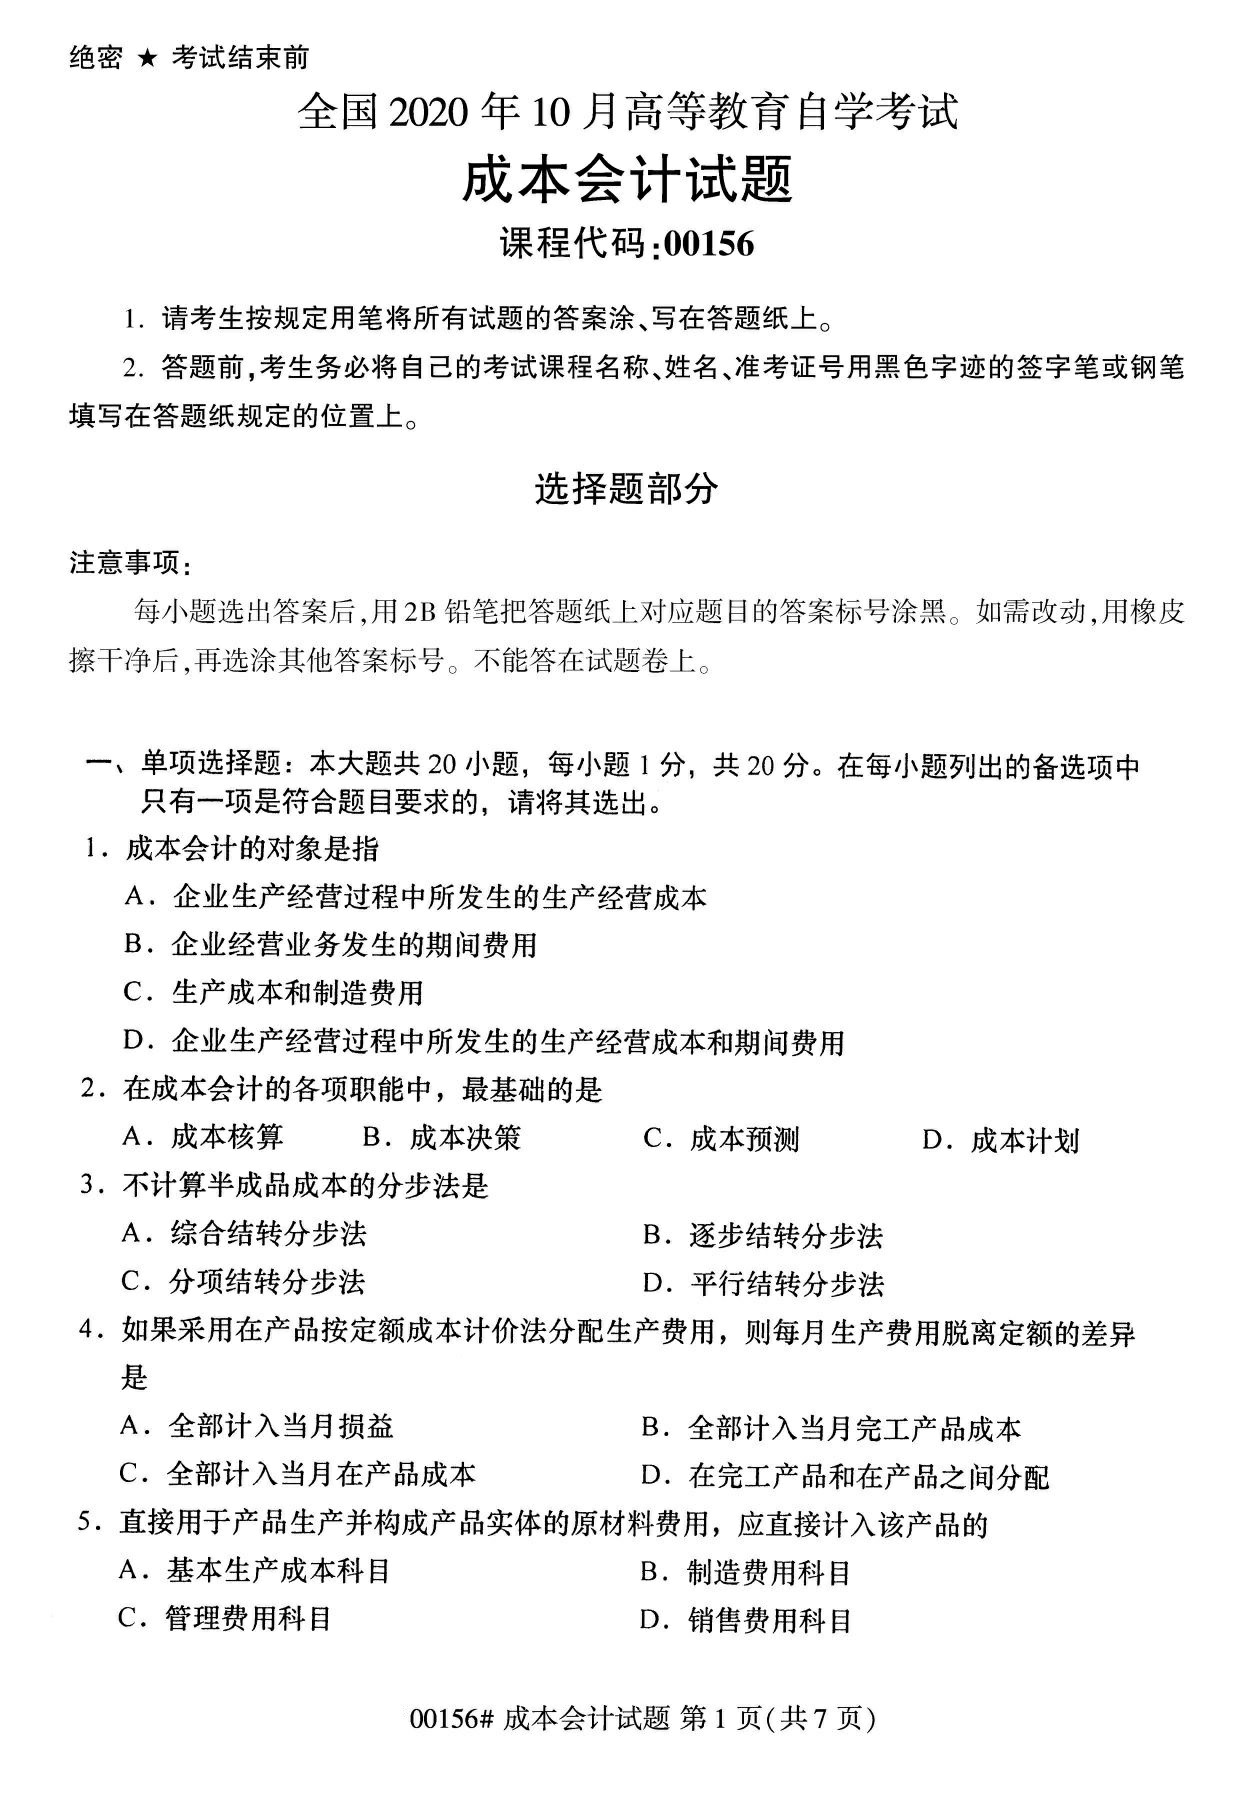 绝密 ★ 考试结束前
全国 2020 年 10 月高等教育自学考试
成本会计试题
课程代码:00156
1. 请考生按规定用笔将所有试题的答案涂、写在答题纸上。
2. 答题前,考生务必将自己的考试课程名称、姓名、准考证号用黑色字迹的签字笔或钢笔
填写在答题纸规定的位置上。
选择题部分
注意事项:
每小题选出答案后,用 2B 铅笔把答题纸上对应题目的答案标号涂黑。如需改动,用橡皮
擦干净后,再选涂其他答案标号。不能答在试题卷上。
一、单项选择题：本大题共 20 小题，每小题 1 分，共 20 分。在每小题列出的备选项中
只有一项是符合题目要求的，请将其选出。
1．成本会计的对象是指
A．企业生产经营过程中所发生的生产经营成本
B．企业经营业务发生的期间费用
C．生产成本和制造费用
D．企业生产经营过程中所发生的生产经营成本和期间费用
2．在成本会计的各项职能中，最基础的是
A．成本核算 B．成本决策 C．成本预测 D．成本计划
3．不计算半成品成本的分步法是
A．综合结转分步法 B．逐步结转分步法
C．分项结转分步法 D．平行结转分步法
4．如果采用在产品按定额成本计价法分配生产费用，则每月生产费用脱离定额的差异
是
A．全部计入当月损益 B．全部计入当月完工产品成本
C．全部计入当月在产品成本 D．在完工产品和在产品之间分配
5．直接用于产品生产并构成产品实体的原材料费用，应直接计入该产品的
A．基本生产成本科目 B．制造费用科目
C．管理费用科目 D．销售费用科目
00156# 成本会计试题 第 1 页(共 7 页)